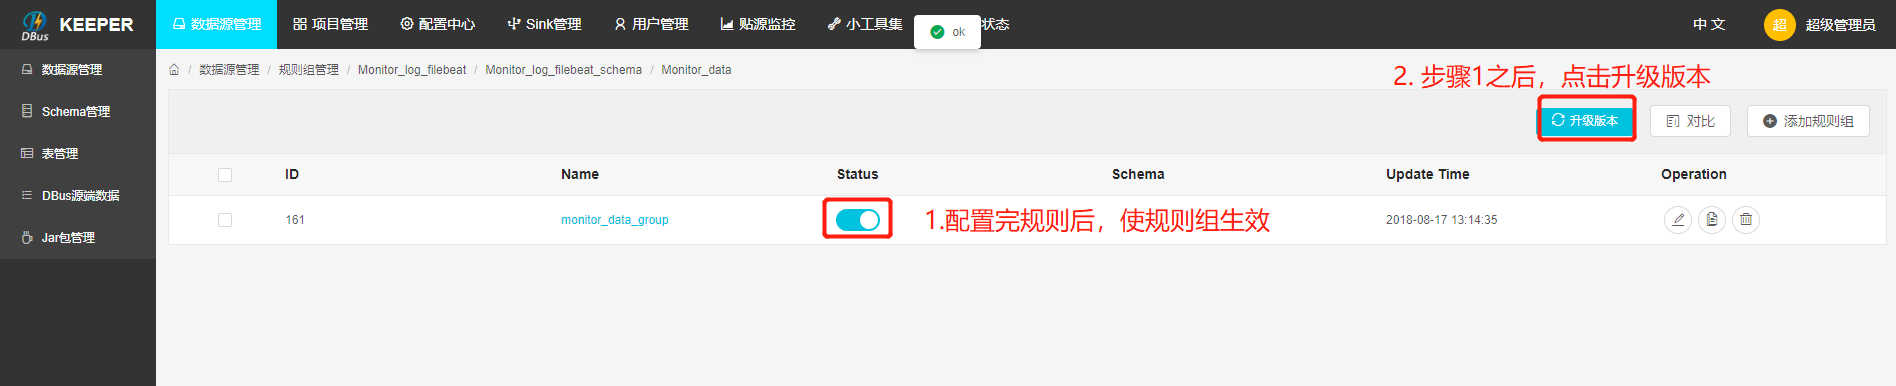 DBus KEEPER
数据源管理 项目管理 配置中心 Sink管理 用户管理 贴源监控 小工具集 ok 状态 中 文 超 超级管理员
数据源管理
Schema管理
表管理
DBus源端数据
Jar包管理
/ 数据源管理 / 规则组管理 / Monitor_log_filebeat / Monitor_log_filebeat_schema / Monitor_data
2. 步骤1之后，点击升级版本
升级版本 对比 添加规则组
ID Name Status Schema Update Time Operation
161 monitor_data_group 1.配置完规则后，使规则组生效 2018-08-17 13:14:35